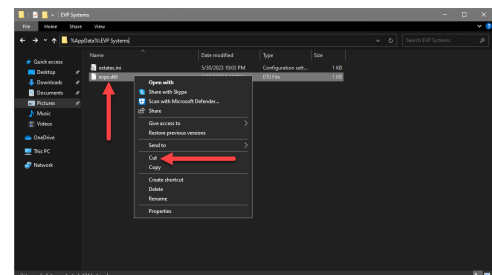 EVP Systems
File Home Share View
%AppData%\EVP Systems
Search EVP Systems
Name Date modified Type Size
Quick access
Desktop
Downloads
Documents
Pictures
Music
Videos
OneDrive
This PC
Network
estates.ini 5/30/2023 10:03 PM Configuration sett... 1 KB
evps.dt0 DT0 File 1 KB
Open with
Share with Skype
Scan with Microsoft Defender...
Share
Give access to
Restore previous versions
Send to
Cut
Copy
Create shortcut
Delete
Rename
Properties